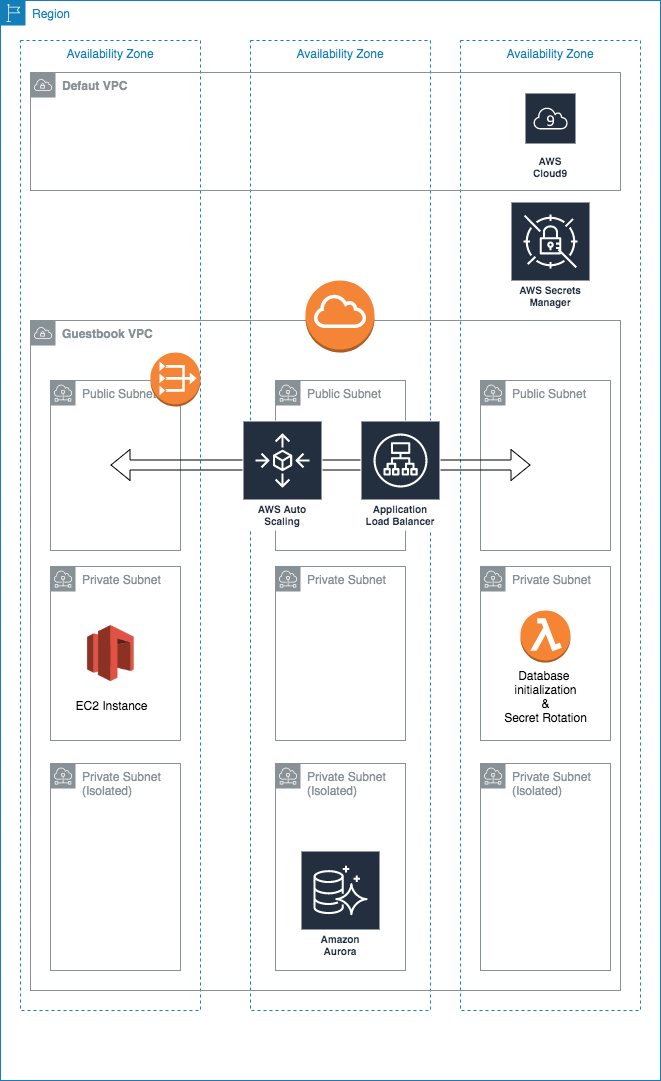 Region
Availability Zone
Availability Zone
Availability Zone
Defaut VPC
9
AWS
Cloud9
AWS Secrets
Manager
Guestbook VPC
Public Subnet
Public Subnet
Public Subnet
AWS Auto
Scaling
Application
Load Balancer
Private Subnet
Private Subnet
Private Subnet
EC2 Instance
Database
initialization
&
Secret Rotation
Private Subnet
(Isolated)
Private Subnet
(Isolated)
Private Subnet
(Isolated)
Amazon
Aurora